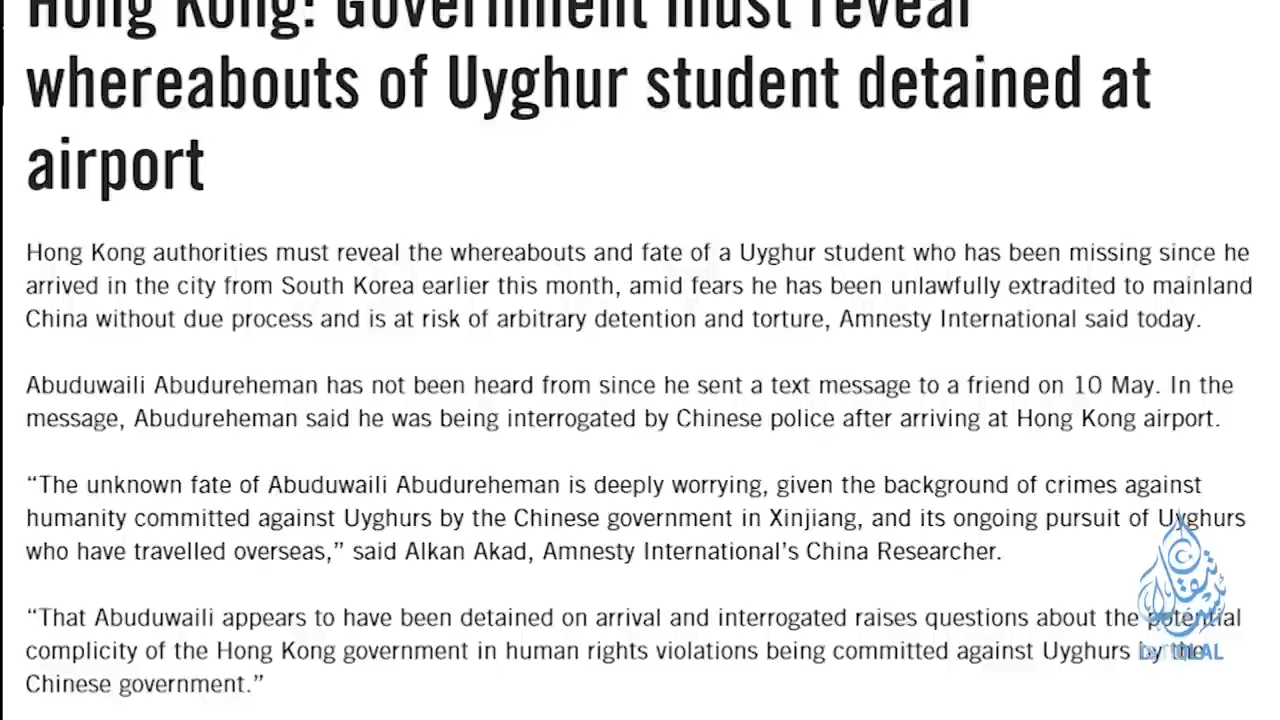 Hong Kong: Government must reveal
whereabouts of Uyghur student detained at
airport
Hong Kong authorities must reveal the whereabouts and fate of a Uyghur student who has been missing since he
arrived in the city from South Korea earlier this month, amid fears he has been unlawfully extradited to mainland
China without due process and is at risk of arbitrary detention and torture, Amnesty International said today.
Abuduwaili Abudureheman has not been heard from since he sent a text message to a friend on 10 May. In the
message, Abudureheman said he was being interrogated by Chinese police after arriving at Hong Kong airport.
“The unknown fate of Abuduwaili Abudureheman is deeply worrying, given the background of crimes against
humanity committed against Uyghurs by the Chinese government in Xinjiang, and its ongoing pursuit of Uyghurs
who have travelled overseas,” said Alkan Akad, Amnesty International’s China Researcher.
“That Abuduwaili appears to have been detained on arrival and interrogated raises questions about the potential
complicity of the Hong Kong government in human rights violations being committed against Uyghurs by the
Chinese government.”